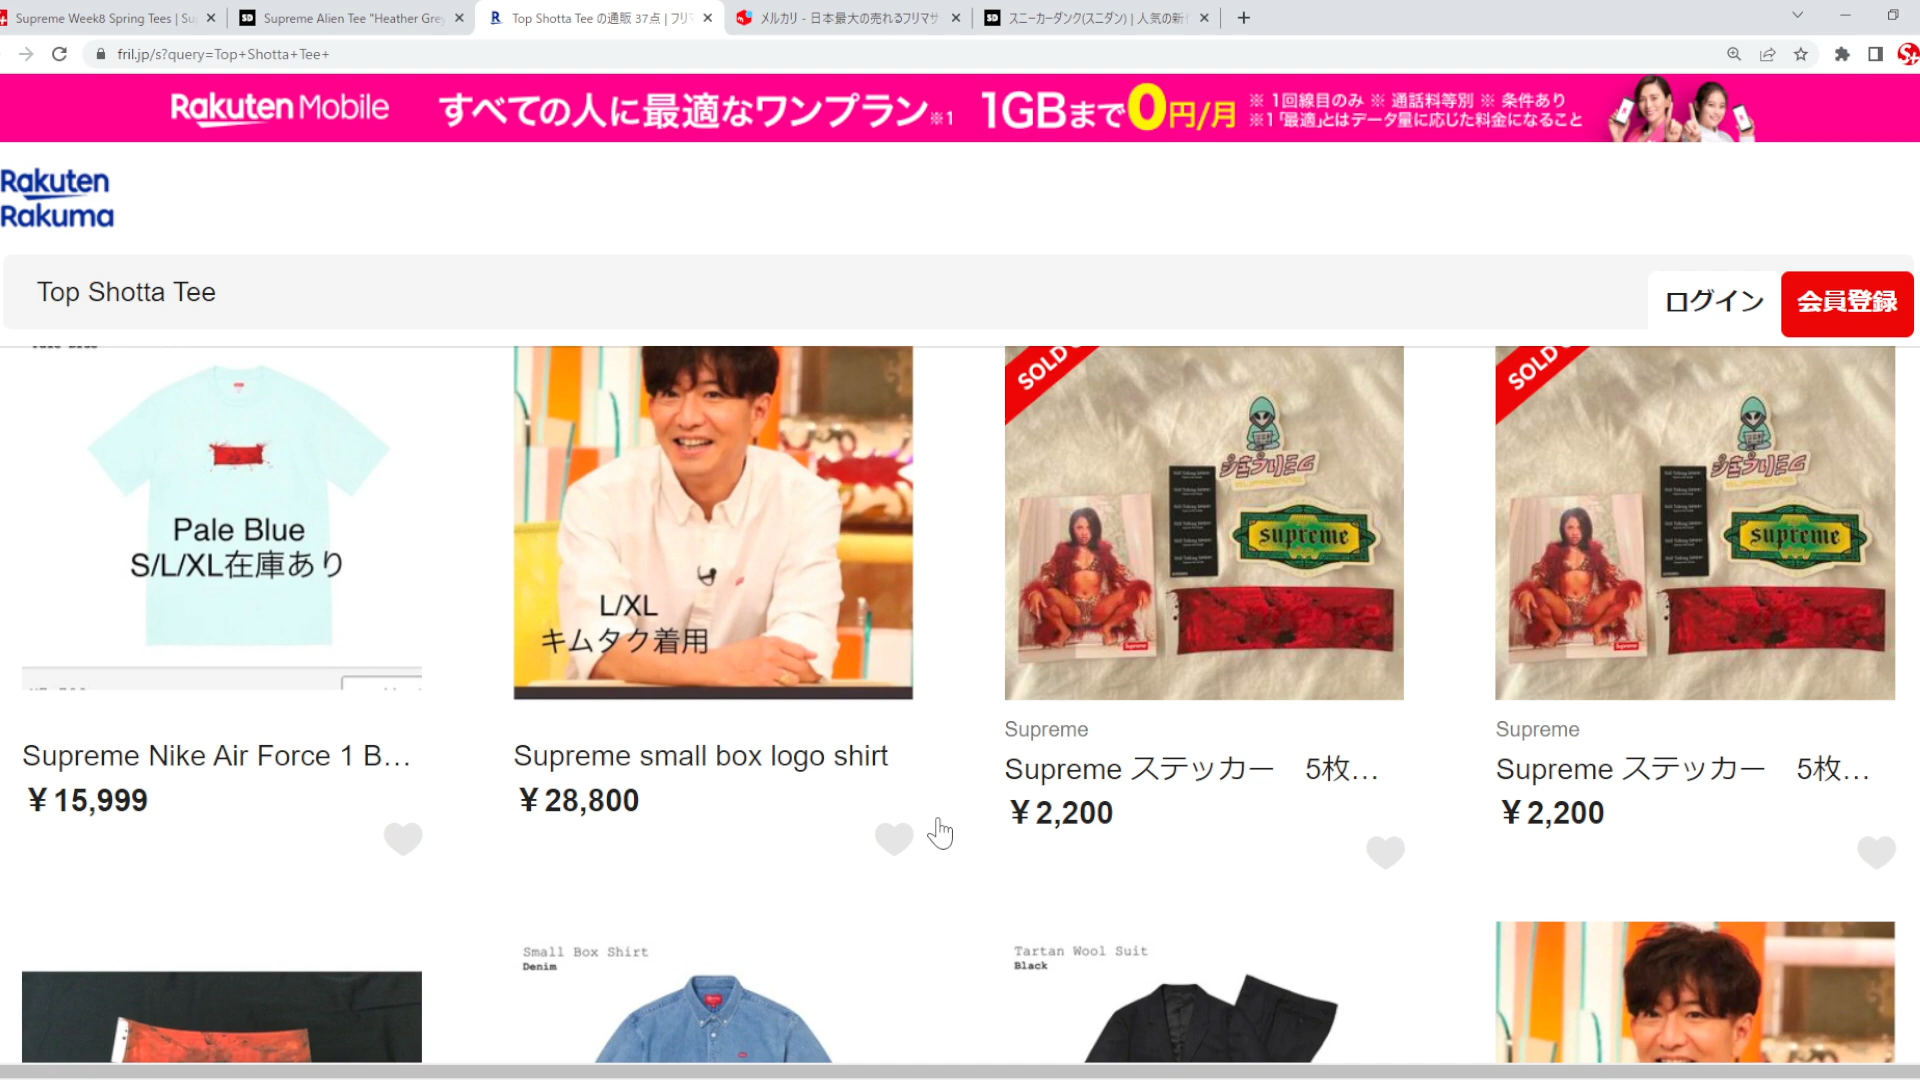 Supreme Week8 Spring Tees | Su
Supreme Alien Tee "Heather Grey
Top Shotta Tee の通販 37点 | フリマ
メルカリ - 日本最大の売れるフリマサ
スニーカーダンク(スニダン) | 人気の新
fril.jp/s?query=Top+Shotta+Tee+
Rakuten Mobile
すべての人に最適なワンプラン※1
1GBまで0円/月
※ 1回線目のみ ※ 通話料等別 ※ 条件あり
※1「最適」とはデータ量に応じた料金になること
Rakuten
Rakuma
Top Shotta Tee
ログイン
会員登録
Pale Blue
S/L/XL在庫あり
L/XL
キムタク着用
SOLD
Supreme
SOLD
Supreme
Supreme Nike Air Force 1 B...
￥15,999
Supreme small box logo shirt
￥28,800
Supreme
Supreme ステッカー　5枚...
￥2,200
Supreme
Supreme ステッカー　5枚...
￥2,200
Small Box Shirt
Denim
Tartan Wool Suit
Black